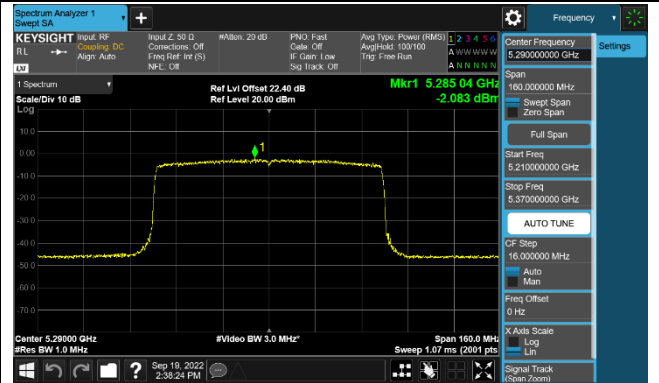 Spectrum Analyzer 1
Swept SA
Frequency
KEYSIGHT
RL
LXI
Input: RF
Coupling: DC
Align: Auto
Input Z: 50 Ω
Corrections: Off
Freq Ref: Int (S)
NFE: Off
#Atten: 20 dB
PNO: Fast
Gate: Off
IF Gain: Low
Sig Track: Off
Avg Type: Power (RMS)
Avg|Hold: 100/100
Trig: Free Run
1 2 3 4 5 6
A W W W W W
A N N N N N
1 Spectrum
Scale/Div 10 dB
Log
Ref Lvl Offset 22.40 dB
Ref Level 20.00 dBm
Mkr1 5.285 04 GHz
-2.083 dBm
10.0
0.00
-10.0
-20.0
-30.0
-40.0
-50.0
-60.0
-70.0
1
Center 5.29000 GHz
#Res BW 1.0 MHz
#Video BW 3.0 MHz*
Span 160.0 MHz
Sweep 1.07 ms (2001 pts)
Sep 19, 2022
2:38:24 PM
Center Frequency
5.290000000 GHz
Settings
Span
160.000000 MHz
Swept Span
Zero Span
Full Span
Start Freq
5.210000000 GHz
Stop Freq
5.370000000 GHz
AUTO TUNE
CF Step
16.000000 MHz
Auto
Man
Freq Offset
0 Hz
X Axis Scale
Log
Lin
Signal Track
(Span Zoom)